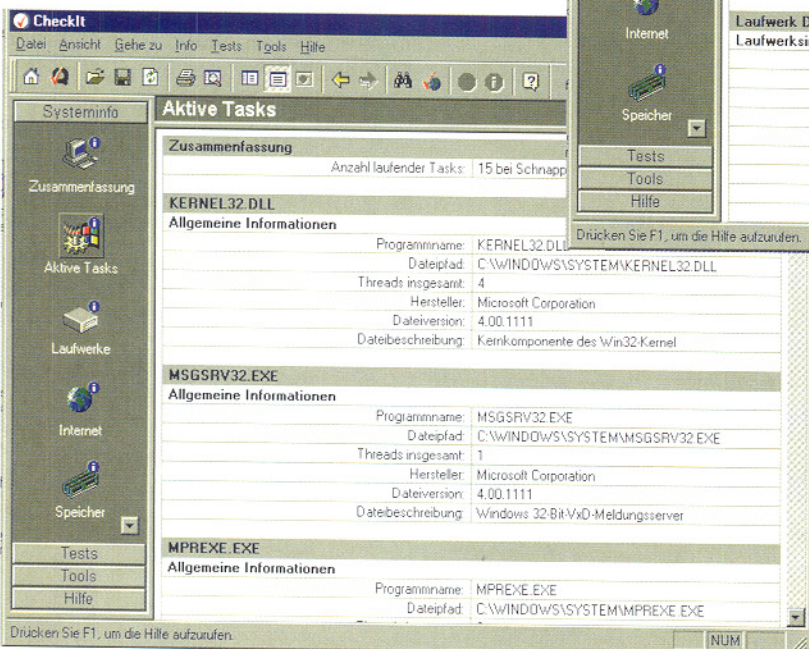 CheckIt
Datei Ansicht Gehe zu Info Tests Tools Hilfe
Systeminfo
Zusammenfassung
Aktive Tasks
Laufwerke
Internet
Speicher
Tests
Tools
Hilfe
Aktive Tasks
Zusammenfassung
Anzahl laufender Tasks: 15 bei Schnapp
KERNEL32.DLL
Allgemeine Informationen
Programmname: KERNEL32.DLL
Dateipfad: C:\WINDOWS\SYSTEM\KERNEL32.DLL
Threads insgesamt: 4
Hersteller: Microsoft Corporation
Dateiversion: 4.00.1111
Dateibeschreibung: Kernkomponente des Win32-Kernel
MSGSRV32.EXE
Allgemeine Informationen
Programmname: MSGSRV32.EXE
Dateipfad: C:\WINDOWS\SYSTEM\MSGSRV32.EXE
Threads insgesamt: 1
Hersteller: Microsoft Corporation
Dateiversion: 4.00.1111
Dateibeschreibung: Windows 32-Bit-VxD-Meldungsserver
MPREXE.EXE
Allgemeine Informationen
Programmname: MPREXE.EXE
Dateipfad: C:\WINDOWS\SYSTEM\MPREXE.EXE
Drücken Sie F1, um die Hilfe aufzurufen.
NUM
Internet
Speicher
Tests
Tools
Hilfe
Laufwerk D
Laufwerksi
Drücken Sie F1, um die Hilfe aufzurufen.